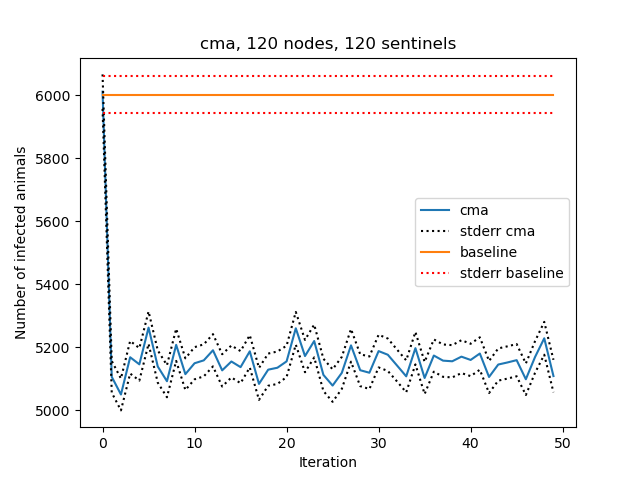 cma, 120 nodes, 120 sentinels
6000
5800
5600
5400
5200
5000
Number of infected animals
cma
stderr cma
baseline
stderr baseline
0 10 20 30 40 50
Iteration